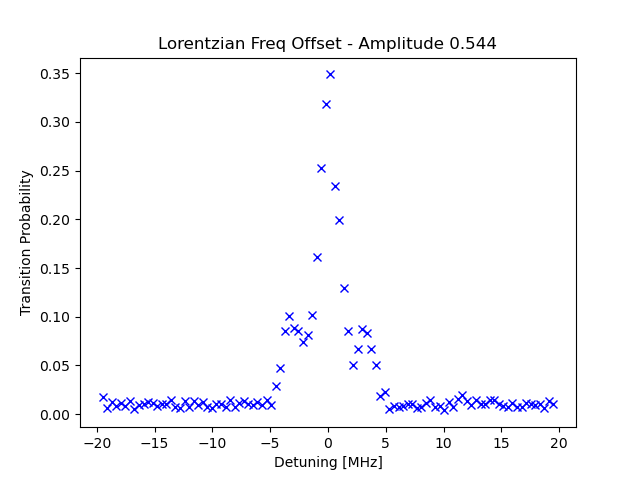 Lorentzian Freq Offset - Amplitude 0.544
Transition Probability
0.35
0.30
0.25
0.20
0.15
0.10
0.05
0.00
−20 −15 −10 −5 0 5 10 15 20
Detuning [MHz]